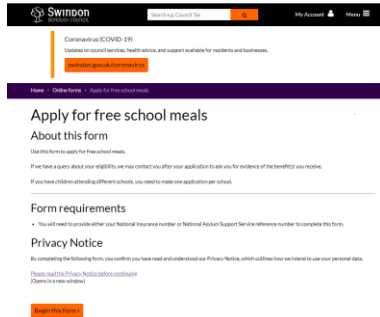 Swindon
BOROUGH COUNCIL
Search e.g. Council Tax
My Account
Menu
Coronavirus (COVID-19)
Updates on council services, health advice, and support available for residents and businesses.
swindon.gov.uk/coronavirus
Home > Online forms > Apply for free school meals
Apply for free school meals
About this form
Use this form to apply for free school meals.
If we have a query about your eligibility, we may contact you after your application to ask you for evidence of the benefit(s) you receive.
If you have children attending different schools, you need to make one application per school.
Form requirements
• You will need to provide either your National Insurance number or National Asylum Support Service reference number to complete this form.
Privacy Notice
By completing the following form, you confirm you have read and understood our Privacy Notice, which outlines how we intend to use your personal data.
Please read the Privacy Notice before continuing
(Opens in a new window)
Begin this form >